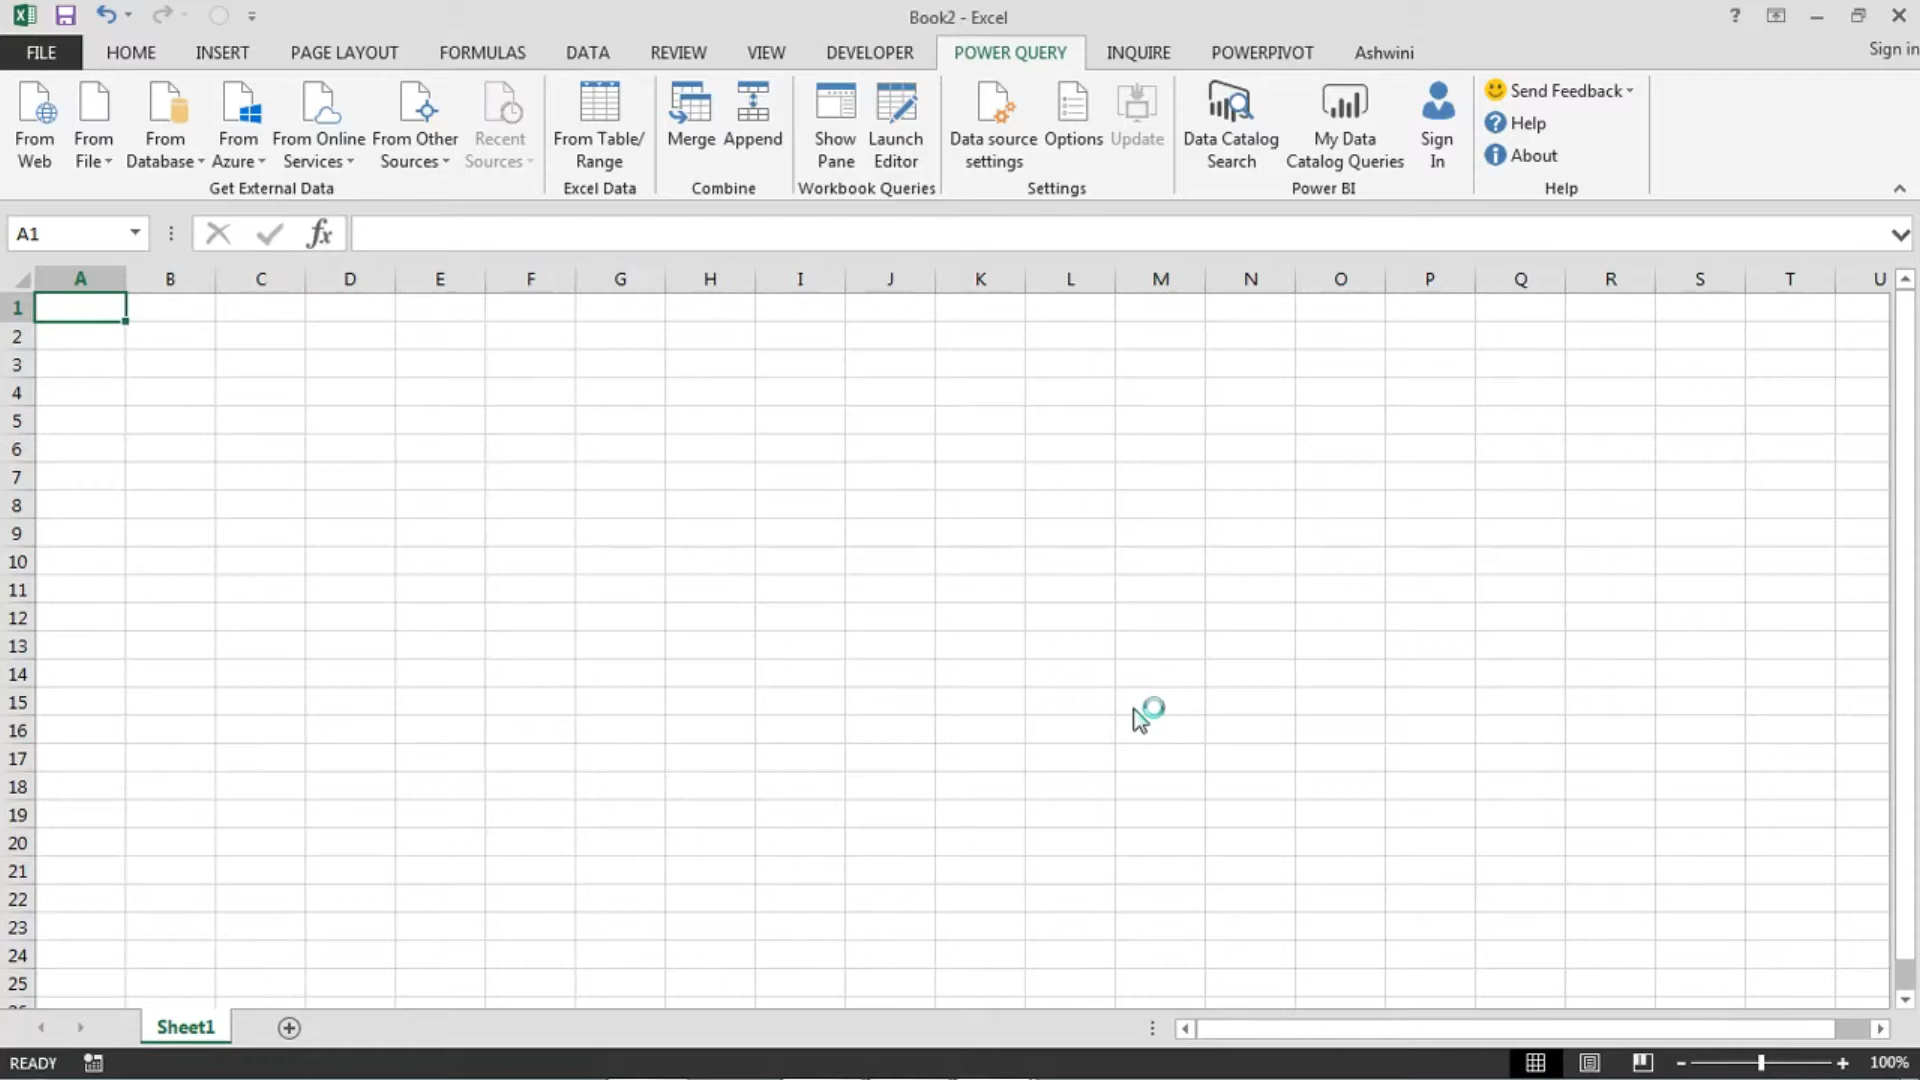 Book2 - Excel
?
FILE HOME INSERT PAGE LAYOUT FORMULAS DATA REVIEW VIEW DEVELOPER POWER QUERY INQUIRE POWERPIVOT Ashwini Sign in
From Web
From File
From Database
From Azure
From Online Services
From Other Sources
Recent Sources
Get External Data
From Table/ Range
Excel Data
Merge
Append
Combine
Show Pane
Launch Editor
Workbook Queries
Data source settings
Options
Update
Settings
Data Catalog Search
My Data Catalog Queries
Sign In
Power BI
Send Feedback
Help
About
Help
A1
fx
A B C D E F G H I J K L M N O P Q R S T U
1
2
3
4
5
6
7
8
9
10
11
12
13
14
15
16
17
18
19
20
21
22
23
24
25
Sheet1
READY
100%